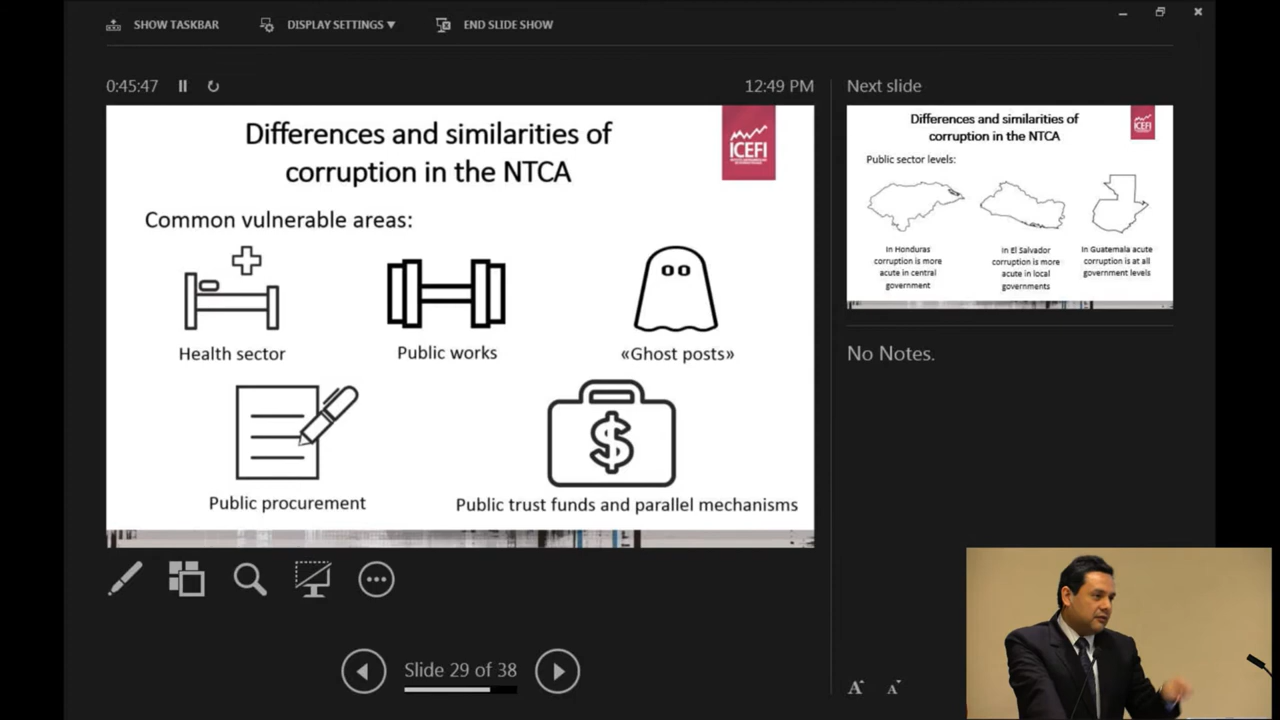 SHOW TASKBAR
DISPLAY SETTINGS ▼
END SLIDE SHOW
0:45:47
12:49 PM
Next slide
Differences and similarities of
corruption in the NTCA
ICEFI
Common vulnerable areas:
Health sector
Public works
«Ghost posts»
Public procurement
Public trust funds and parallel mechanisms
Differences and similarities of
corruption in the NTCA
ICEFI
Public sector levels:
In Honduras
corruption is more
acute in central
government
In El Salvador
corruption is more
acute in local
governments
In Guatemala acute
corruption is at all
government levels
No Notes.
Slide 29 of 38
A
A